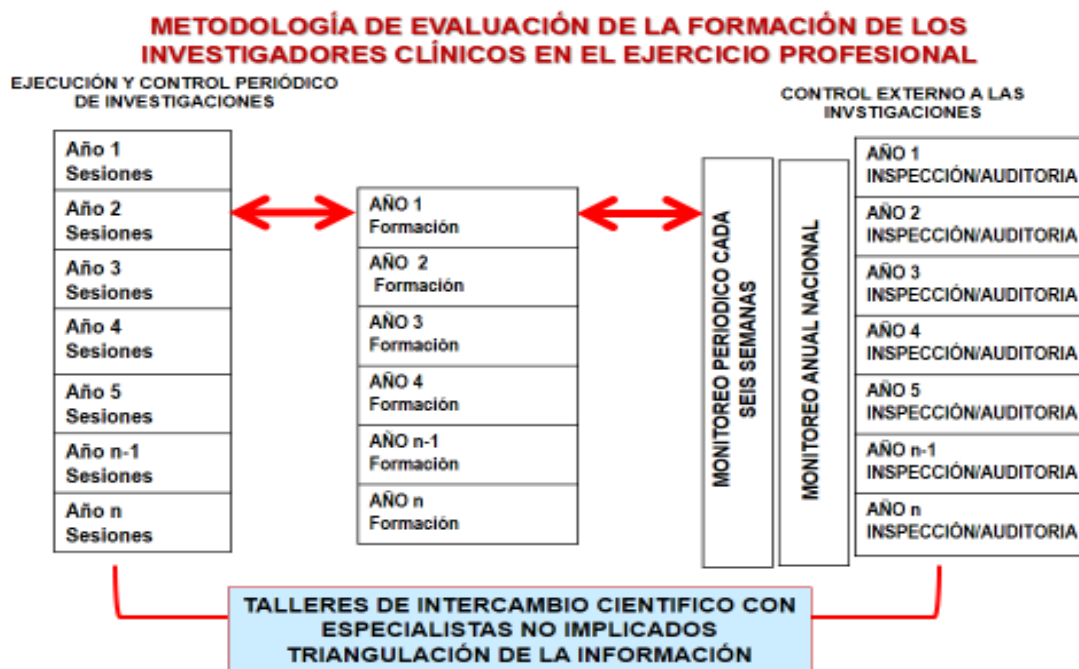 METODOLOGÍA DE EVALUACIÓN DE LA FORMACIÓN DE LOS
INVESTIGADORES CLÍNICOS EN EL EJERCICIO PROFESIONAL
EJECUCIÓN Y CONTROL PERIÓDICO
DE INVESTIGACIONES
Año 1
Sesiones
Año 2
Sesiones
Año 3
Sesiones
Año 4
Sesiones
Año 5
Sesiones
Año n-1
Sesiones
Año n
Sesiones
AÑO 1
Formación
AÑO 2
Formación
AÑO 3
Formación
AÑO 4
Formación
AÑO n-1
Formación
AÑO n
Formación
MONITOREO PERIODICO CADA
SEIS SEMANAS
MONITOREO ANUAL NACIONAL
CONTROL EXTERNO A LAS
INVSTIGACIONES
AÑO 1
INSPECCIÓN/AUDITORIA
AÑO 2
INSPECCIÓN/AUDITORIA
AÑO 3
INSPECCIÓN/AUDITORIA
AÑO 4
INSPECCIÓN/AUDITORIA
AÑO 5
INSPECCIÓN/AUDITORIA
AÑO n-1
INSPECCIÓN/AUDITORIA
AÑO n
INSPECCIÓN/AUDITORIA
TALLERES DE INTERCAMBIO CIENTIFICO CON
ESPECIALISTAS NO IMPLICADOS
TRIANGULACIÓN DE LA INFORMACIÓN